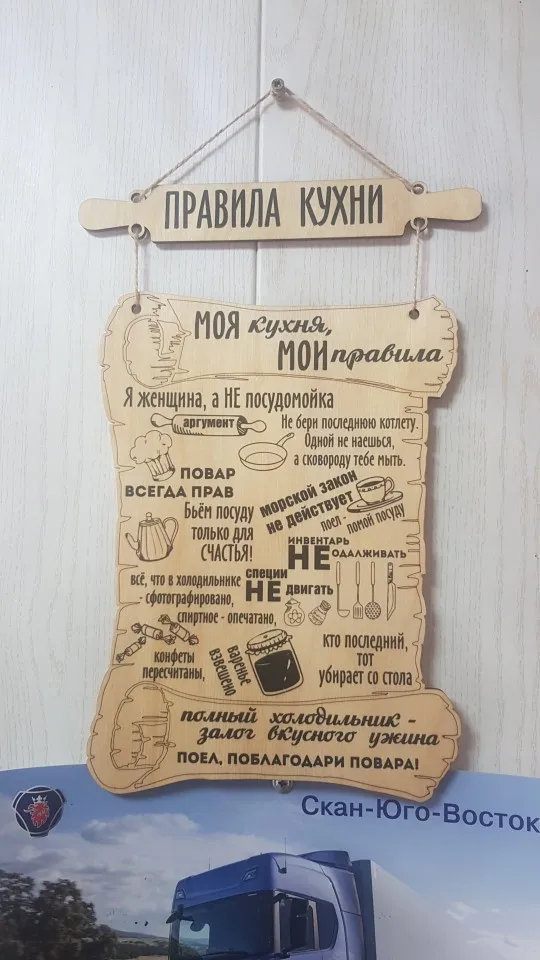 ПРАВИЛА КУХНИ
МОЯ кухня,
МОИ правила
Я женщина, а НЕ посудомойка
аргумент
Не бери последнюю котлету.
Одной не наешься,
а сковороду тебе мыть.
ПОВАР
ВСЕГДА ПРАВ
морской закон
не действует
поел - помой посуду
Бьём посуду
только для
СЧАСТЬЯ!
инвентарь
НЕ одалживать
всё, что в холодильнике
- сфотографировано,
спиртное - опечатано,
специи
НЕ двигать
конфеты
пересчитаны,
варенье
взвешено
кто последний,
тот
убирает со стола
полный холодильник -
залог вкусного ужина
ПОЕЛ, ПОБЛАГОДАРИ ПОВАРА!
Скан-Юго-Восток